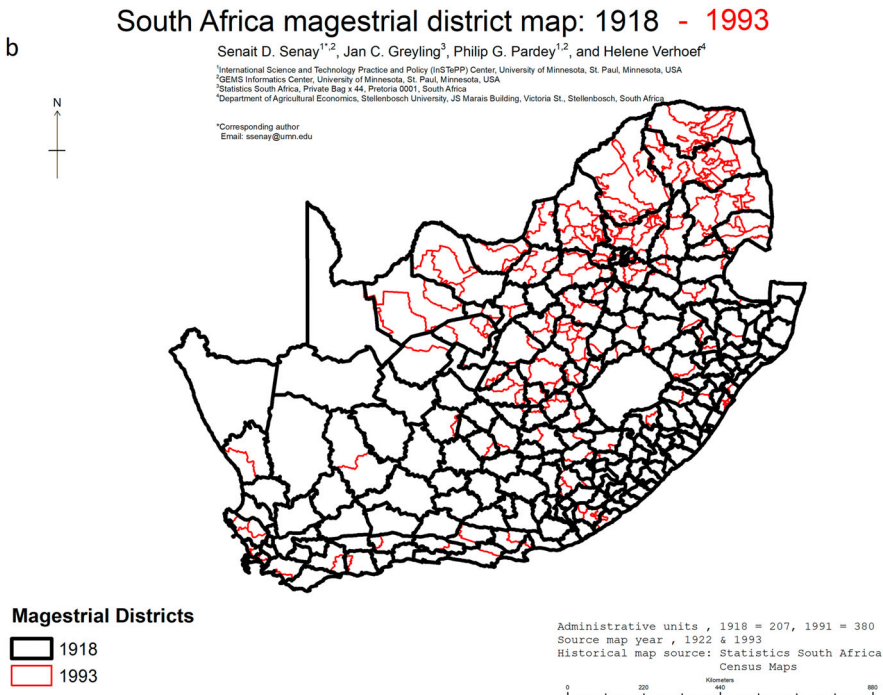 South Africa magestrial district map: 1918 - 1993
b
Senait D. Senay1*,2, Jan C. Greyling3, Philip G. Pardey1,2, and Helene Verhoef4
1International Science and Technology Practice and Policy (InSTePP) Center, University of Minnesota, St. Paul, Minnesota, USA
2GEMS Informatics Center, University of Minnesota, St. Paul, Minnesota, USA
3Statistics South Africa, Private Bag x 44, Pretoria 0001, South Africa
4Department of Agricultural Economics, Stellenbosch University, JS Marais Building, Victoria St., Stellenbosch, South Africa
N
*Corresponding author
Email: ssenay@umn.edu
Magestrial Districts
1918
1993
Administrative units , 1918 = 207, 1991 = 380
Source map year , 1922 & 1993
Historical map source: Statistics South Africa
Census Maps
Kilometers
0 220 440 880